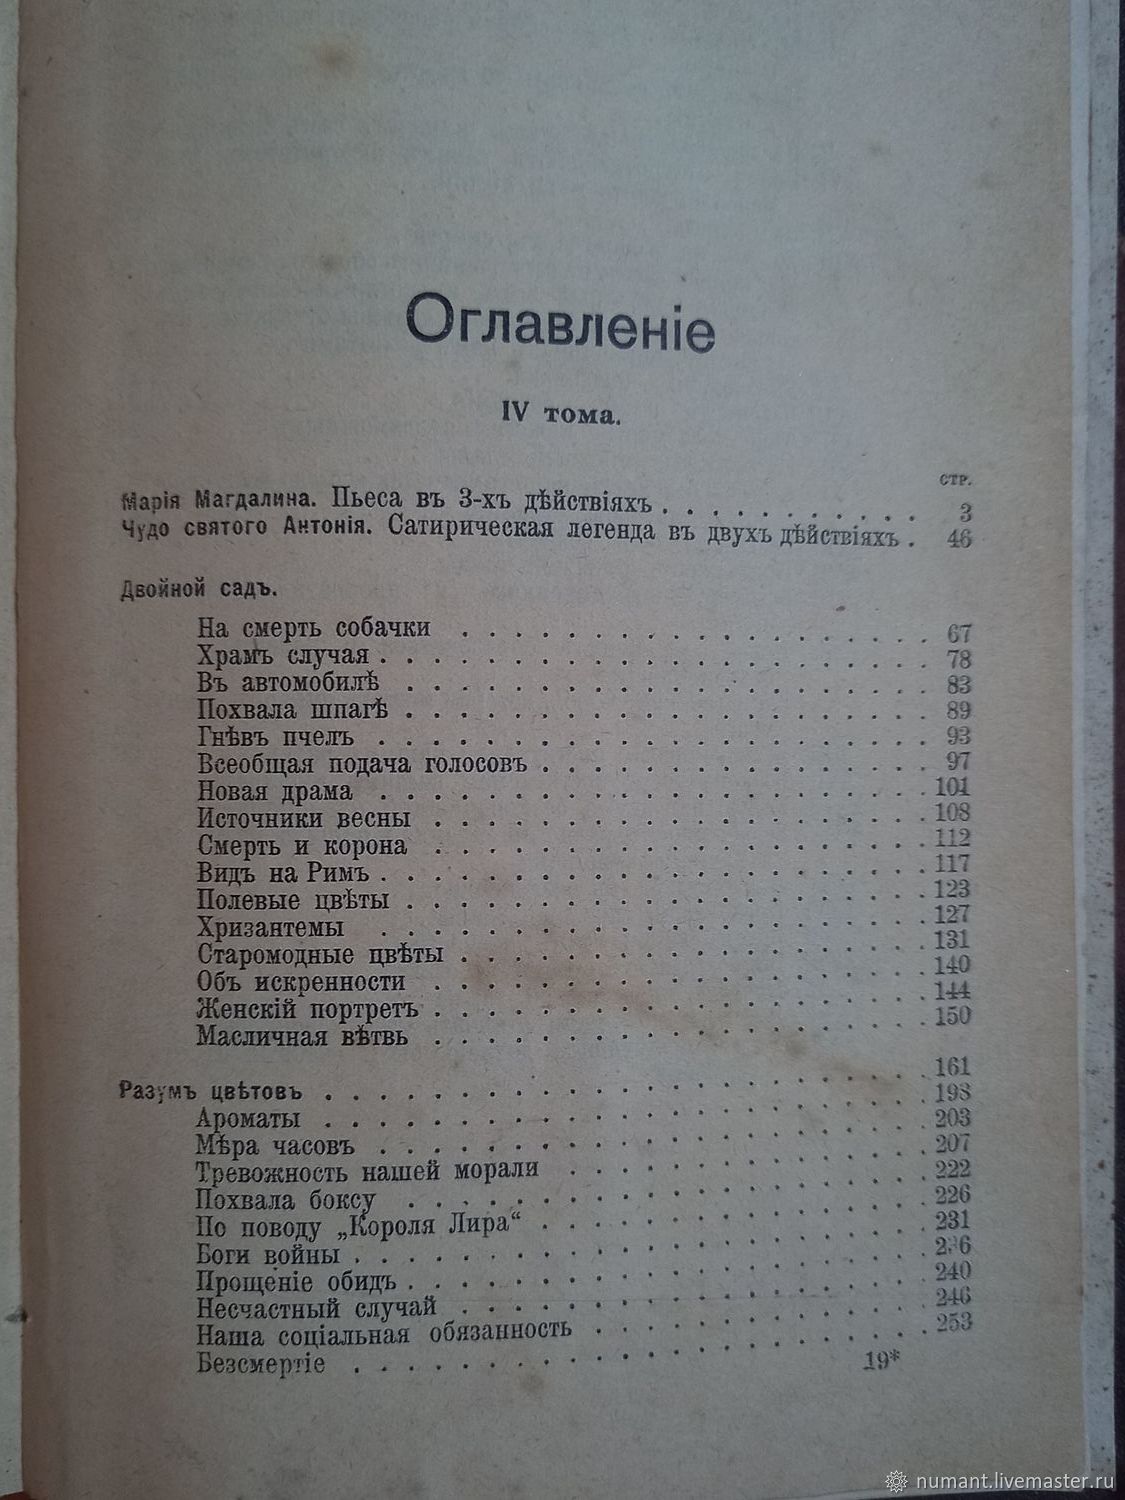 Оглавленіе
IV тома.
СТР.
Марія Магдалина. Пьеса въ 3-хъ дѣйствіяхъ . . . . . . . . . . 3
Чудо святого Антонія. Сатирическая легенда въ двухъ дѣйствіяхъ . 46
Двойной садъ.
На смерть собачки . . . . . . . . . . . . . . . . . . 67
Храмъ случая . . . . . . . . . . . . . . . . . . . . . 78
Въ автомобилѣ . . . . . . . . . . . . . . . . . . . . 83
Похвала шпагѣ . . . . . . . . . . . . . . . . . . . . 89
Гнѣвъ пчелъ . . . . . . . . . . . . . . . . . . . . . 93
Всеобщая подача голосовъ . . . . . . . . . . . . . . . 97
Новая драма . . . . . . . . . . . . . . . . . . . . . 101
Источники весны . . . . . . . . . . . . . . . . . . . 108
Смерть и корона . . . . . . . . . . . . . . . . . . . 112
Видъ на Римъ . . . . . . . . . . . . . . . . . . . . . 117
Полевые цвѣты . . . . . . . . . . . . . . . . . . . . 123
Хризантемы . . . . . . . . . . . . . . . . . . . . . 127
Старомодные цвѣты . . . . . . . . . . . . . . . . . . 131
Объ искренности . . . . . . . . . . . . . . . . . . . 140
Женскій портретъ . . . . . . . . . . . . . . . . . . . 144
Масличная вѣтвь . . . . . . . . . . . . . . . . . . . 150
Разумъ цвѣтовъ . . . . . . . . . . . . . . . . . . . . . . . 161
Ароматы . . . . . . . . . . . . . . . . . . . . . . . 193
Мѣра часовъ . . . . . . . . . . . . . . . . . . . . . 203
Тревожность нашей морали . . . . . . . . . . . . . . 207
Похвала боксу . . . . . . . . . . . . . . . . . . . . 222
По поводу „Короля Лира“ . . . . . . . . . . . . . . . 226
Боги войны . . . . . . . . . . . . . . . . . . . . . . 231
Прощеніе обидъ . . . . . . . . . . . . . . . . . . . . 236
Несчастный случай . . . . . . . . . . . . . . . . . . 240
Наша соціальная обязанность . . . . . . . . . . . . . 246
Безсмертіе . . . . . . . . . . . . . . . . . . . . . . 253
19*
numant.livemaster.ru